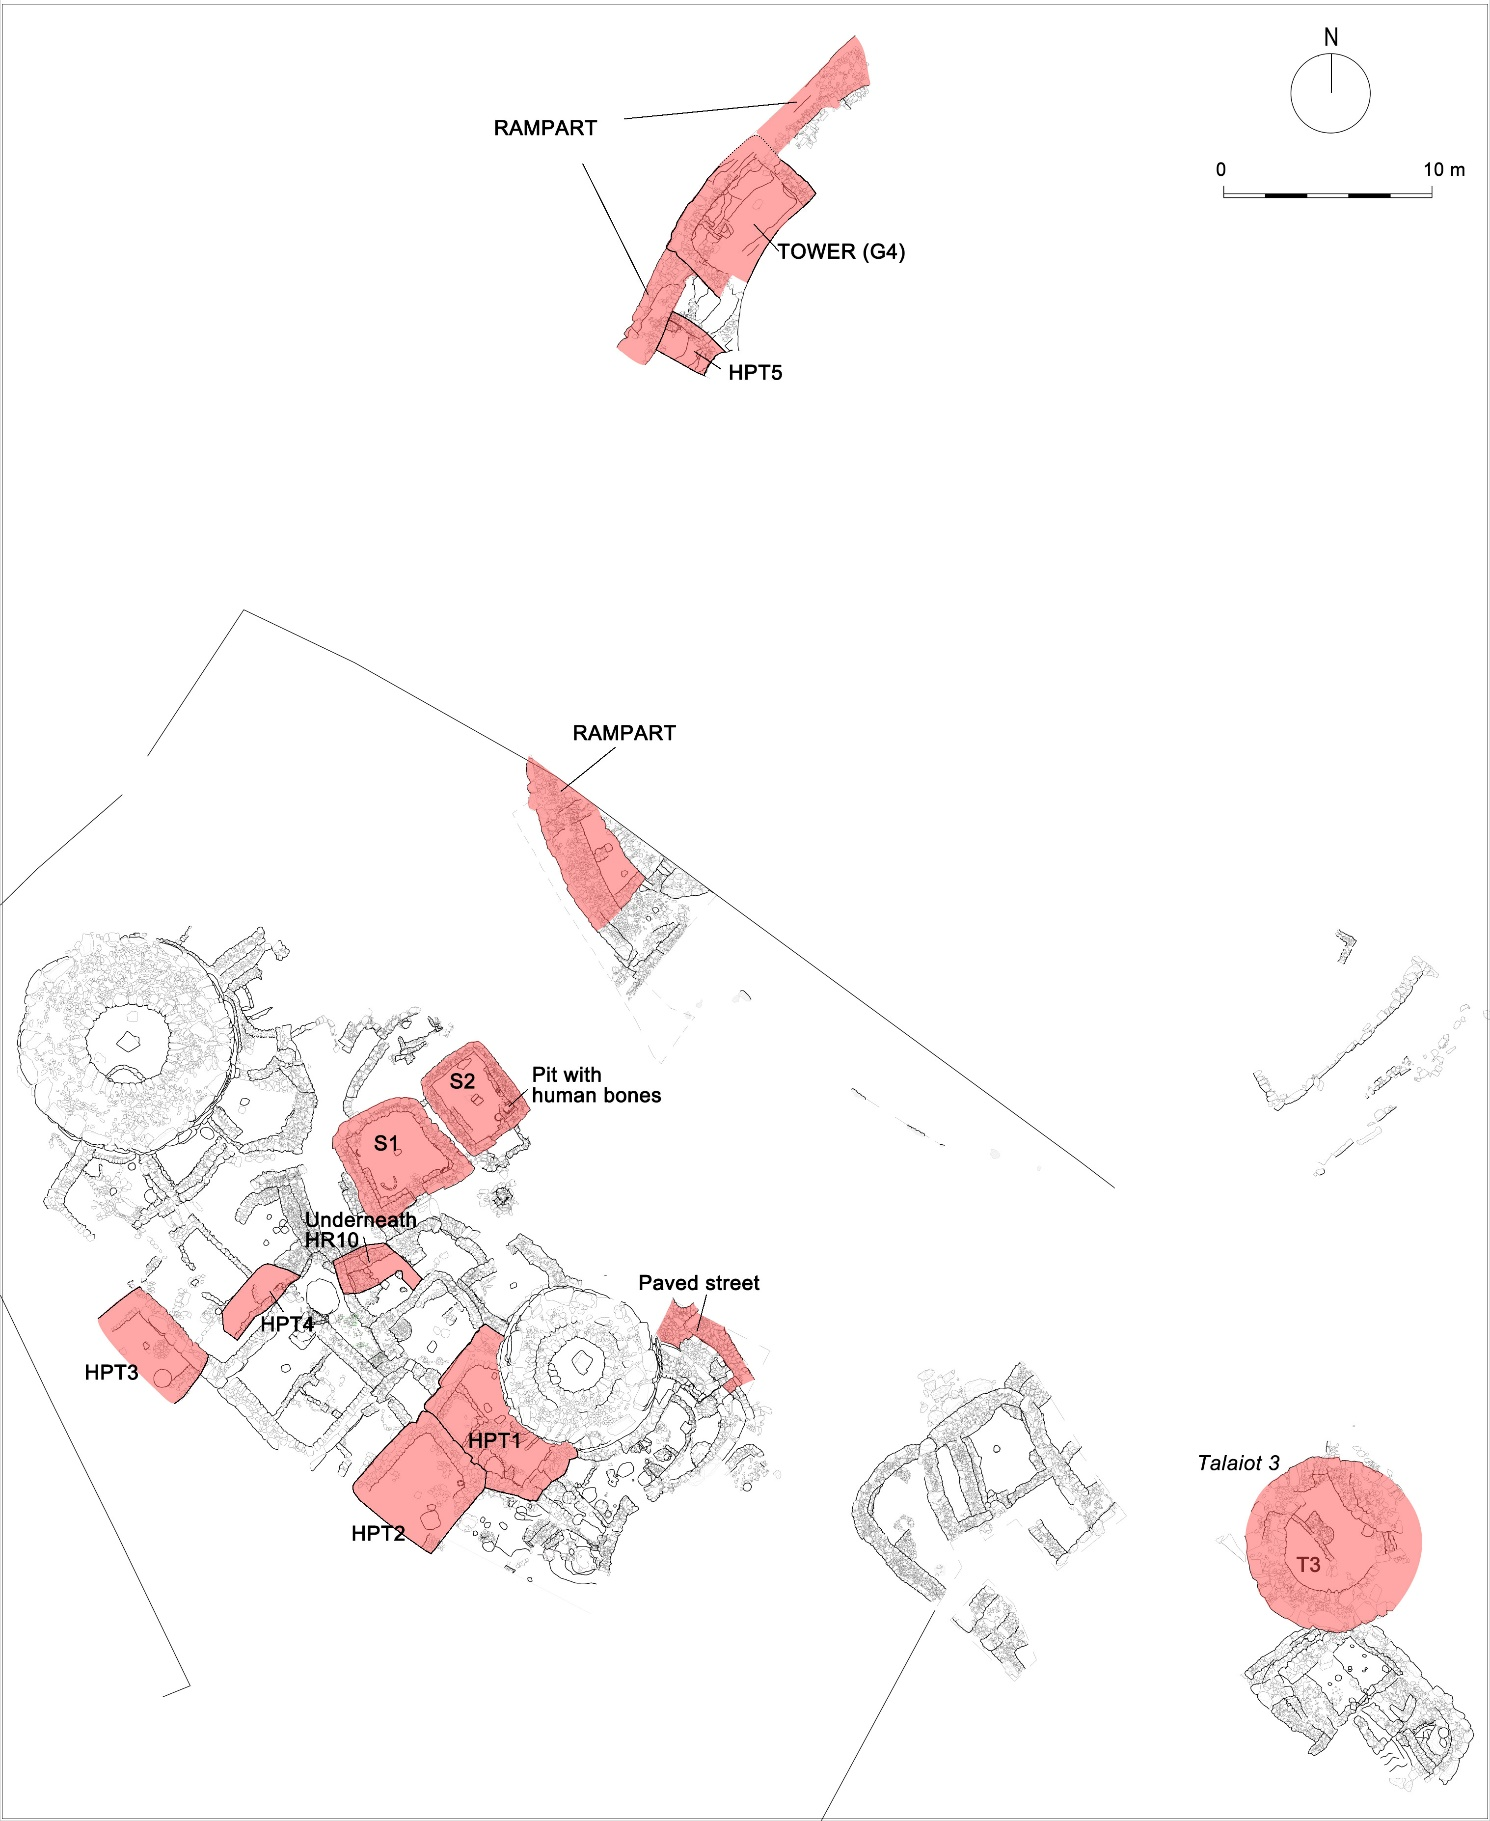 N
0 10 m
RAMPART
TOWER (G4)
HPT5
RAMPART
S2
Pit with
human bones
S1
Underneath
HR10
Paved street
HPT4
HPT3
HPT1
HPT2
Talaiot 3
T3